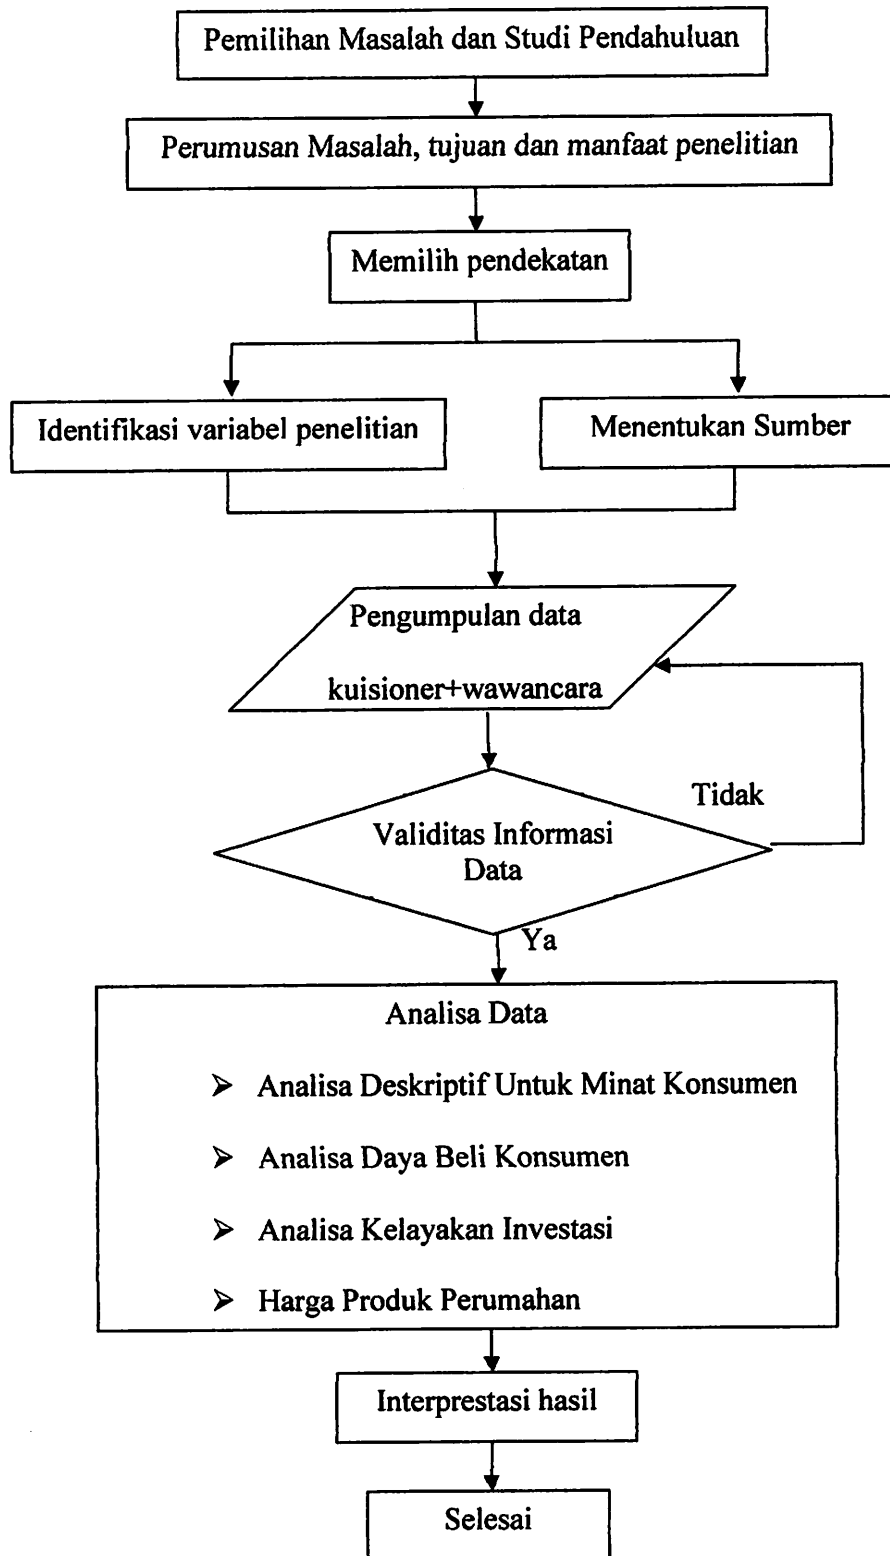 Pemilihan Masalah dan Studi Pendahuluan
Perumusan Masalah, tujuan dan manfaat penelitian
Memilih pendekatan
Identifikasi variabel penelitian
Menentukan Sumber
Pengumpulan data
kuisioner+wawancara
Tidak
Validitas Informasi
Data
Ya
Analisa Data
➢ Analisa Deskriptif Untuk Minat Konsumen
➢ Analisa Daya Beli Konsumen
➢ Analisa Kelayakan Investasi
➢ Harga Produk Perumahan
Interprestasi hasil
Selesai